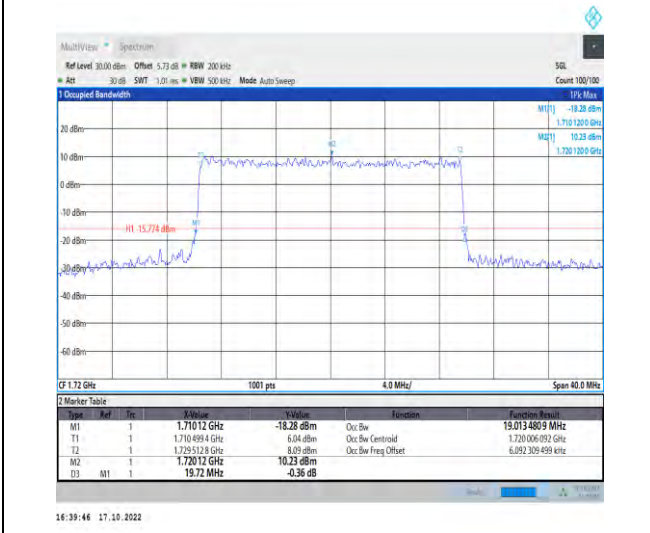 MultiView Spectrum
Ref Level 30.00 dBm Offset 5.73 dB RBW 200 kHz SGL
Att 30 dB SWT 1.01 ms VBW 500 kHz Mode Auto Sweep Count 100/100
1 Occupied Bandwidth 1Pk Max
M1[1] -18.28 dBm
1.7101200 GHz
M2[1] 10.23 dBm
1.7201200 GHz
20 dBm
10 dBm
0 dBm
-10 dBm
H1 -15.774 dBm
-20 dBm
-30 dBm
-40 dBm
-50 dBm
-60 dBm
T1
M2
T2
M1
CF 1.72 GHz 1001 pts 4.0 MHz/ Span 40.0 MHz
2 Marker Table
Type Ref Trc X-Value Y-Value Function Function Result
M1 1 1.71012 GHz -18.28 dBm Occ Bw 19.013 480 9 MHz
T1 1 1.710 499 4 GHz 6.04 dBm Occ Bw Centroid 1.720 006 092 GHz
T2 1 1.729 512 8 GHz 8.09 dBm Occ Bw Freq Offset 6.092 309 499 kHz
M2 1 1.72012 GHz 10.23 dBm
D3 M1 1 19.72 MHz -0.36 dB
16:39:46 17.10.2022